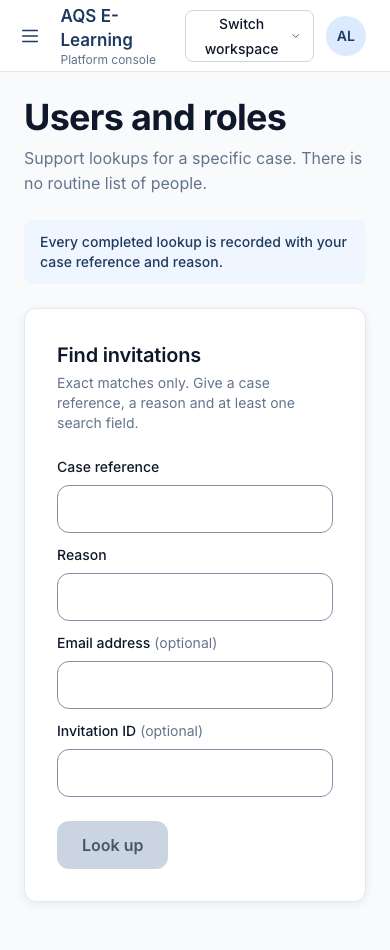 AQS E-
Learning
Platform console
Switch
workspace
AL
Users and roles
Support lookups for a specific case. There is
no routine list of people.
Every completed lookup is recorded with your
case reference and reason.
Find invitations
Exact matches only. Give a case
reference, a reason and at least one
search field.
Case reference
Reason
Email address (optional)
Invitation ID (optional)
Look up